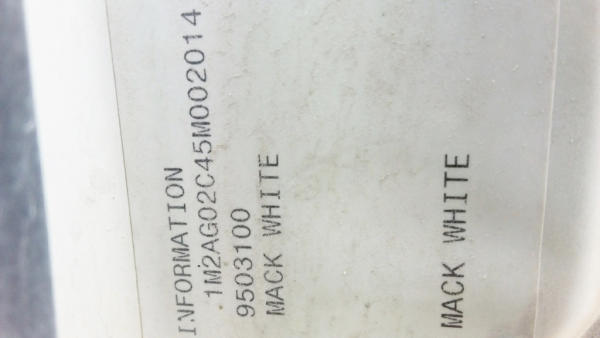 INFORMATION
1M2AG02C45M002014
9503100
MACK WHITE
MACK WHITE